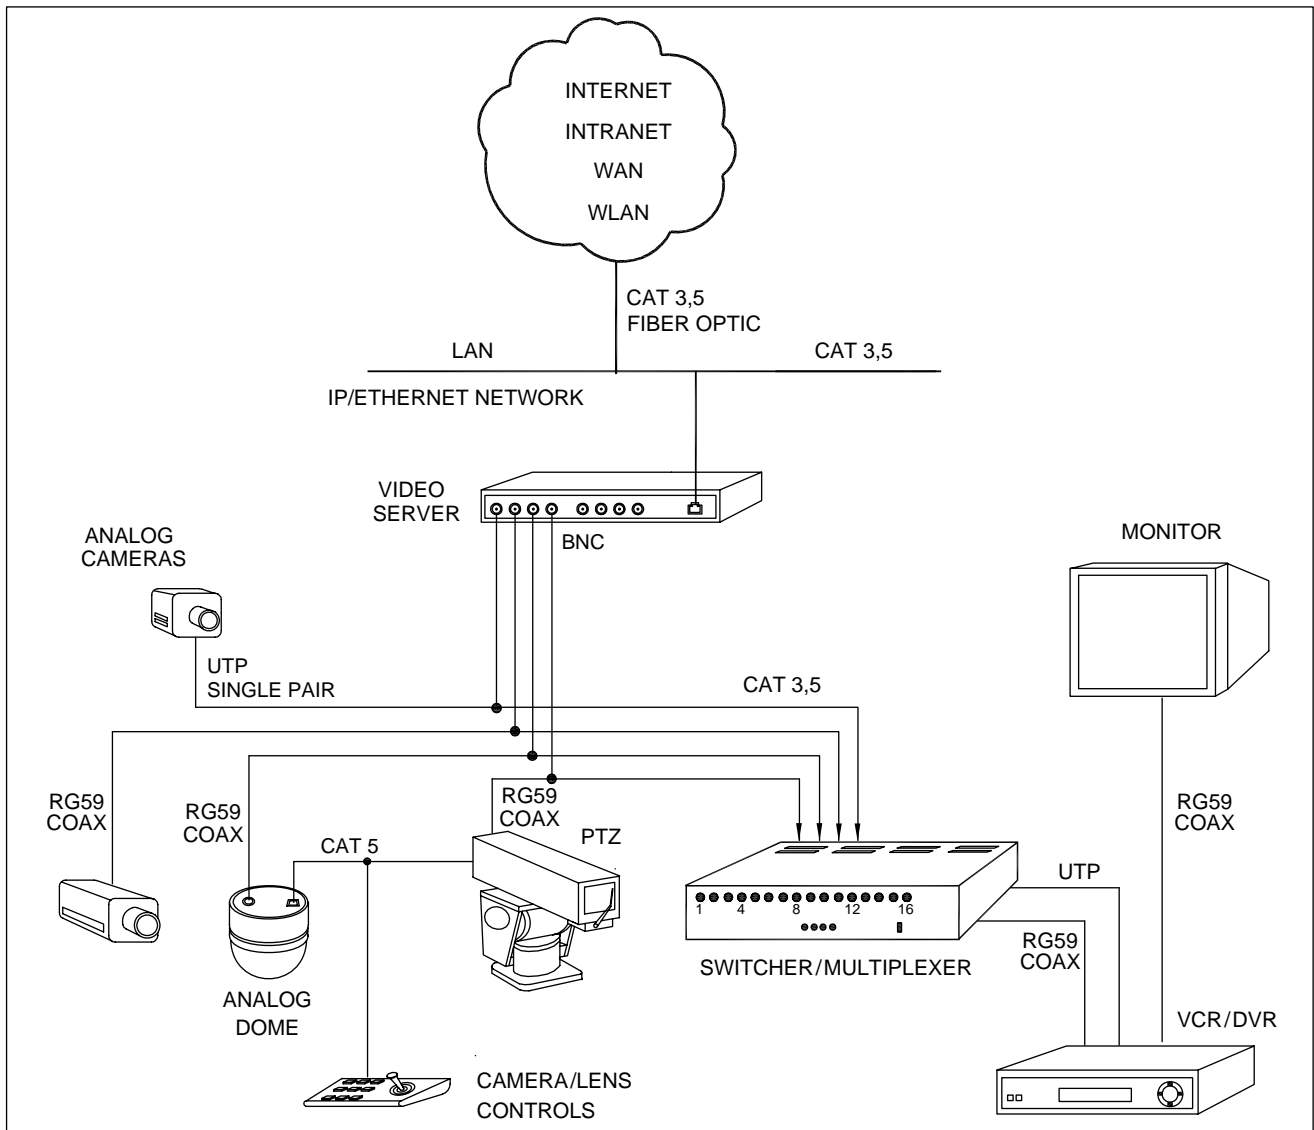 INTERNET
INTRANET
WAN
WLAN
CAT 3,5
FIBER OPTIC
LAN
CAT 3,5
IP/ETHERNET NETWORK
VIDEO
SERVER
BNC
ANALOG
CAMERAS
MONITOR
UTP
SINGLE PAIR
CAT 3,5
RG59
COAX
RG59
COAX
RG59
COAX
RG59
COAX
PTZ
CAT 5
UTP
1 4 8 12 16
RG59
COAX
SWITCHER/MULTIPLEXER
ANALOG
DOME
VCR/DVR
CAMERA/LENS
CONTROLS